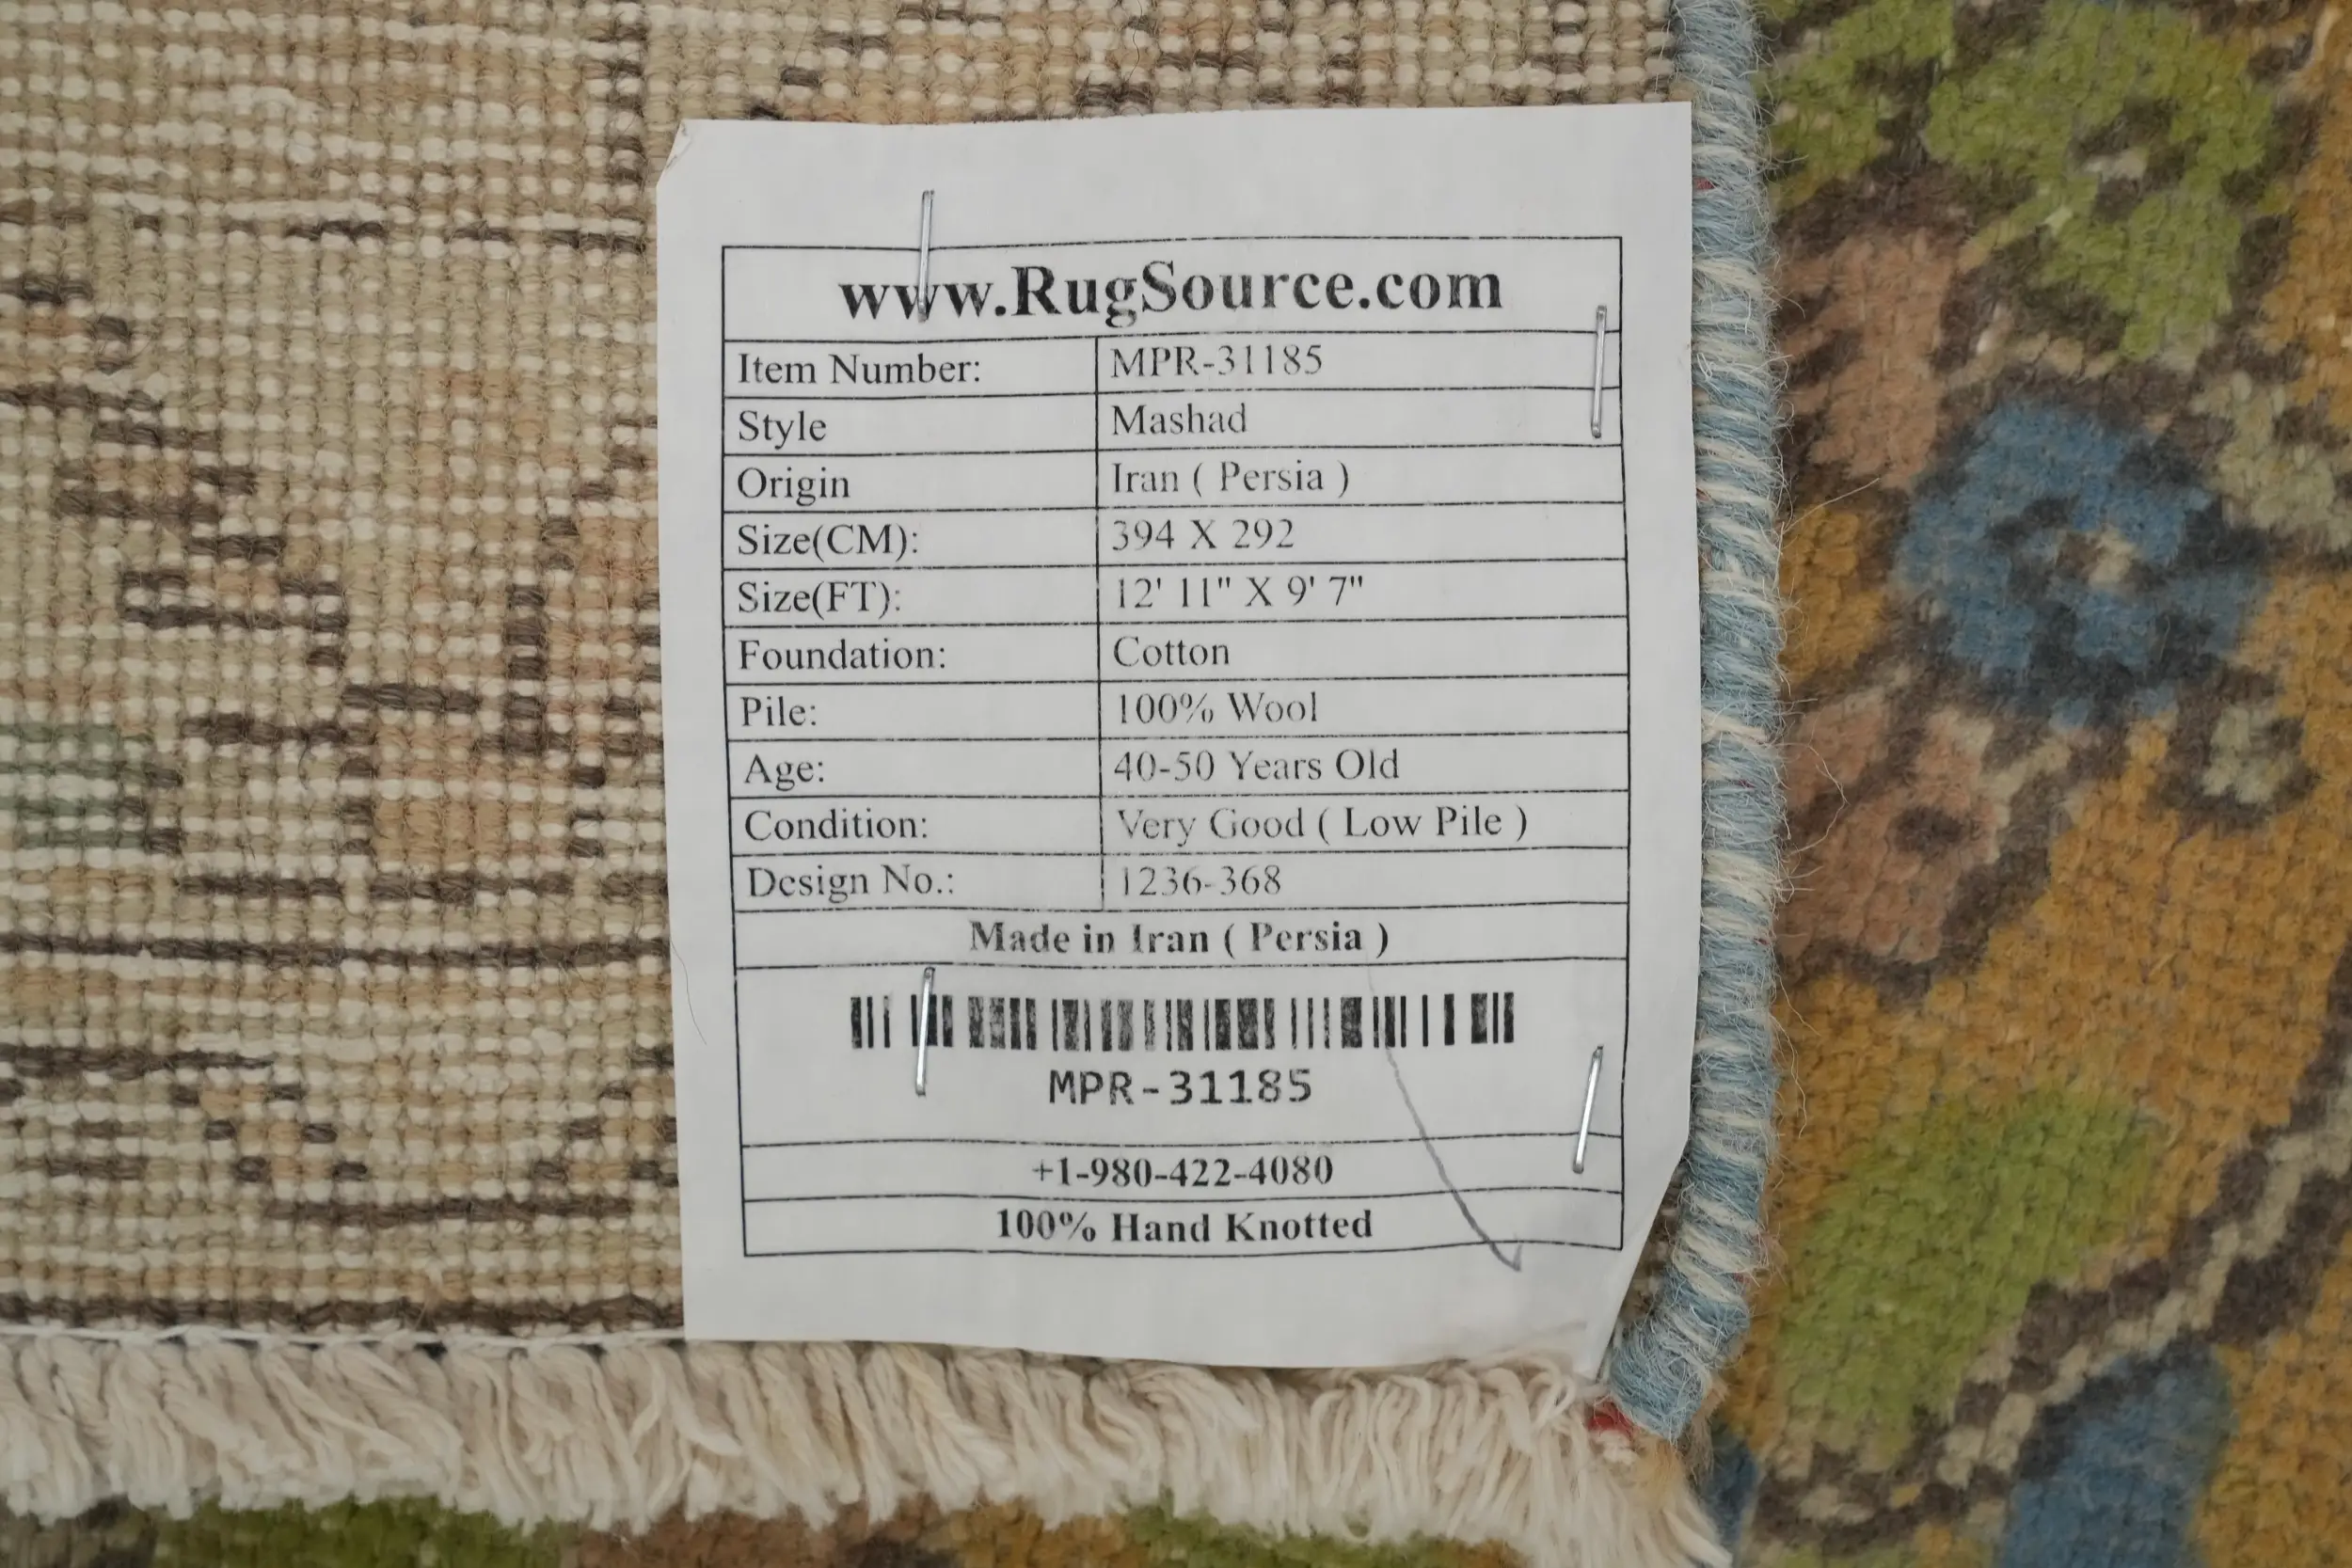 www.RugSource.com
Item Number: MPR-31185
Style Mashad
Origin Iran ( Persia )
Size(CM): 394 X 292
Size(FT): 12' 11" X 9' 7"
Foundation: Cotton
Pile: 100% Wool
Age: 40-50 Years Old
Condition: Very Good ( Low Pile )
Design No.: 1236-368
Made in Iran ( Persia )
MPR-31185
+1-980-422-4080
100% Hand Knotted